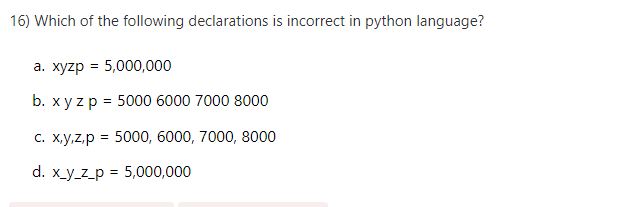 16) Which of the following declarations is incorrect in python language?
a. xyzp = 5,000,000
b. x y z p = 5000 6000 7000 8000
c. x,y,z,p = 5000, 6000, 7000, 8000
d. x_y_z_p = 5,000,000